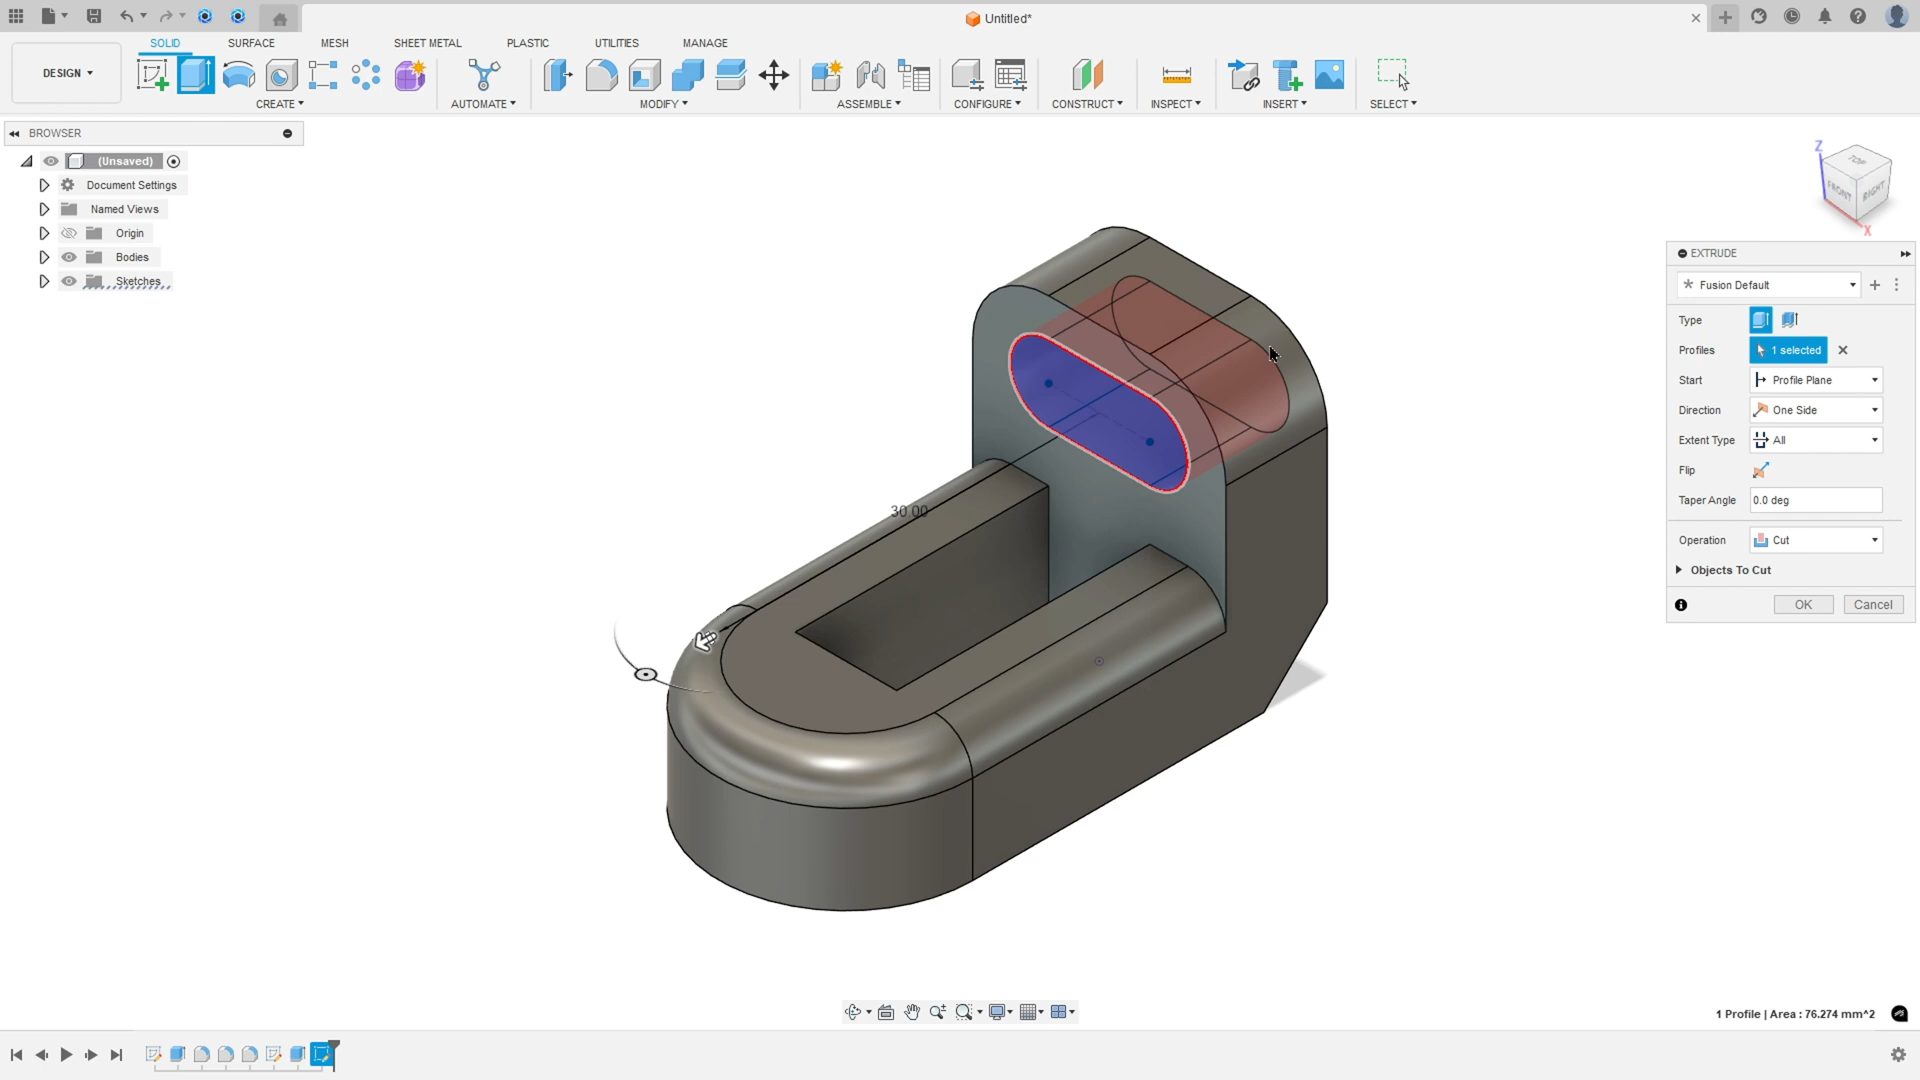 Untitled*
DESIGN
SOLID
SURFACE
MESH
SHEET METAL
PLASTIC
UTILITIES
MANAGE
CREATE
AUTOMATE
MODIFY
ASSEMBLE
CONFIGURE
CONSTRUCT
INSPECT
INSERT
SELECT
BROWSER
(Unsaved)
Document Settings
Named Views
Origin
Bodies
Sketches
Z
TOP
FRONT
RIGHT
X
EXTRUDE
Fusion Default
Type
Profiles 1 selected
Start Profile Plane
Direction One Side
Extent Type All
Flip
Taper Angle 0.0 deg
Operation Cut
Objects To Cut
OK Cancel
30.00
1 Profile | Area : 76.274 mm^2